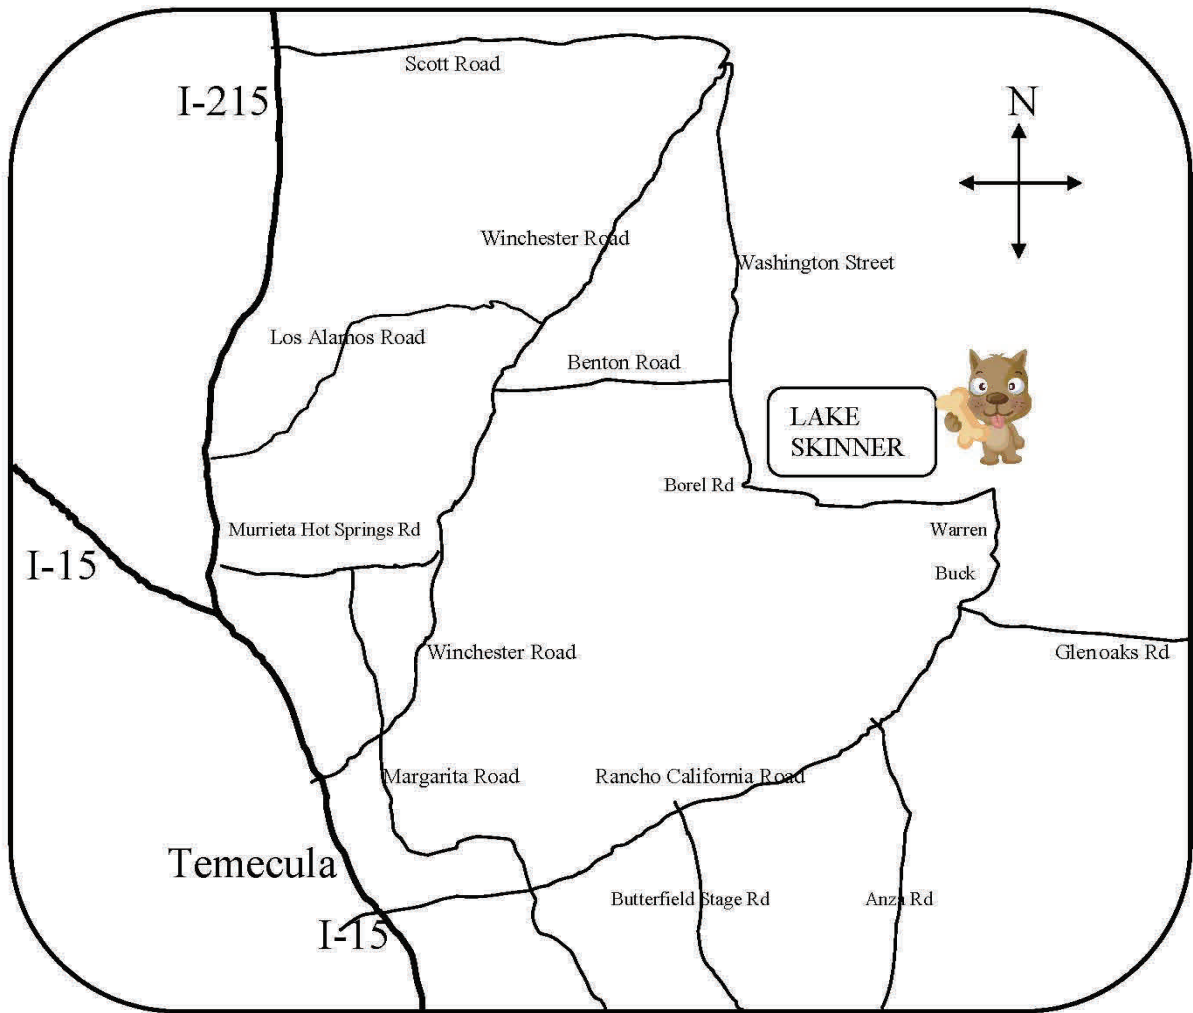 Scott Road
I-215
N
Winchester Road
Washington Street
Los Alamos Road
Benton Road
LAKE
SKINNER
Borel Rd
Murrieta Hot Springs Rd
Warren
I-15
Buck
Winchester Road
Glenoaks Rd
Margarita Road
Rancho California Road
Temecula
Butterfield Stage Rd
Anza Rd
I-15